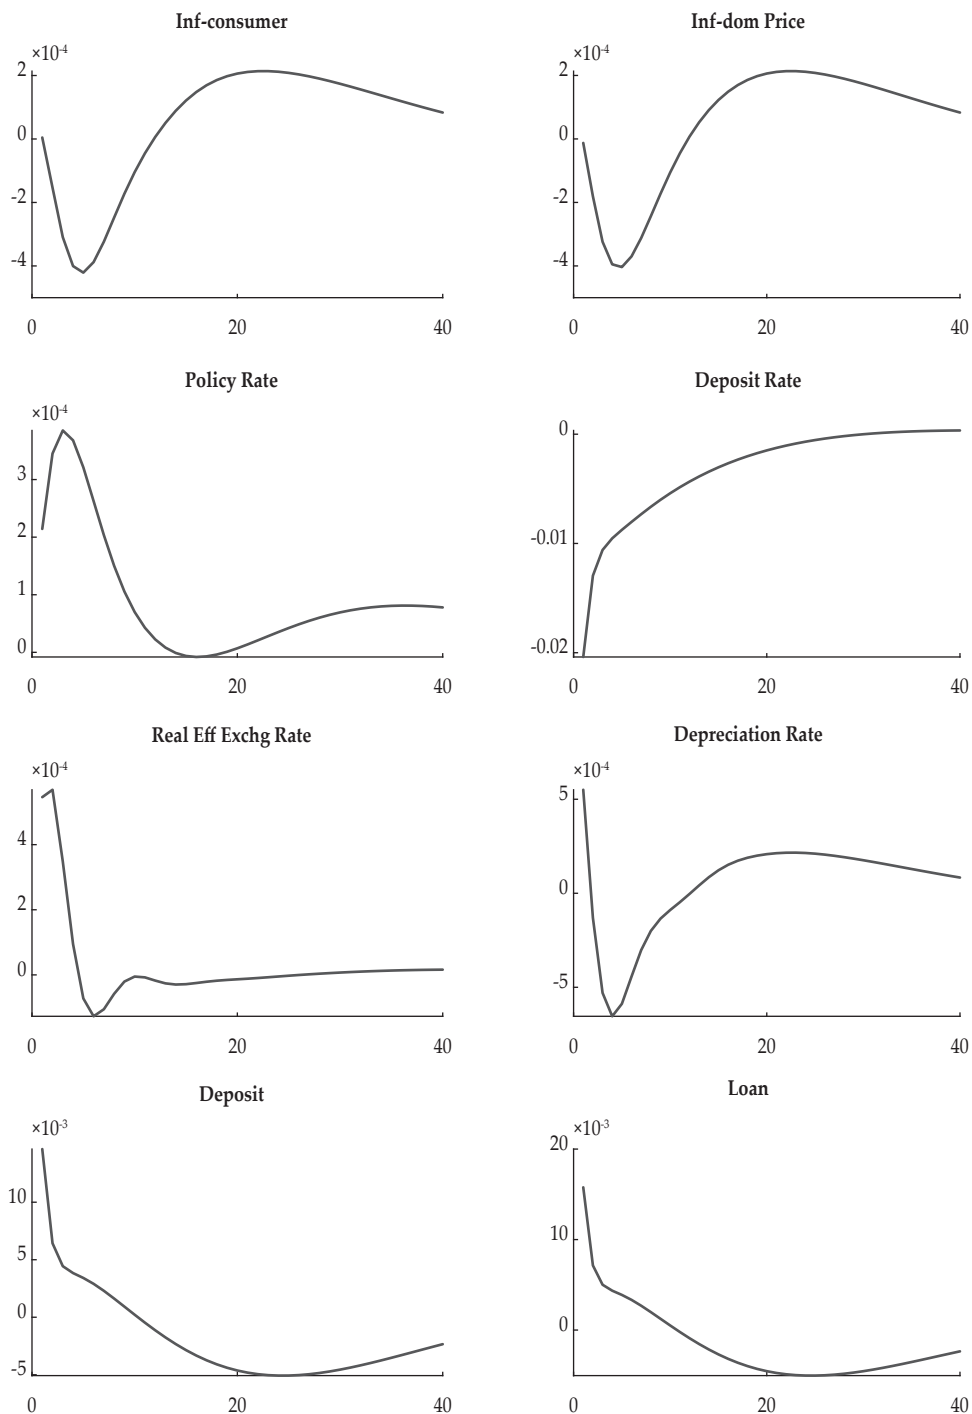 Inf-consumer
×10-4
2
0
-2
-4
0 20 40
Inf-dom Price
×10-4
2
0
-2
-4
0 20 40
Policy Rate
×10-4
3
2
1
0
0 20 40
Deposit Rate
0
-0.01
-0.02
0 20 40
Real Eff Exchg Rate
×10-4
4
2
0
0 20 40
Depreciation Rate
×10-4
5
0
-5
0 20 40
Deposit
×10-3
10
5
0
-5
0 20 40
Loan
×10-3
20
10
0
0 20 40